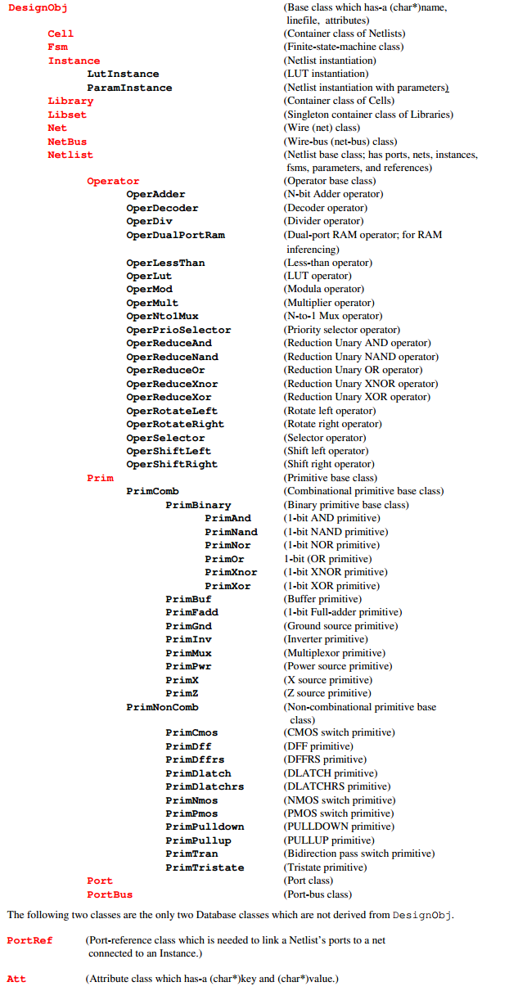 DesignObj (Base class which has-a (char*)name,
linefile, attributes)
Cell (Container class of Netlists)
Fsm (Finite-state-machine class)
Instance (Netlist instantiation)
LutInstance (LUT instantiation)
ParamInstance (Netlist instantiation with parameters)
Library (Container class of Cells)
Libset (Singleton container class of Libraries)
Net (Wire (net) class)
NetBus (Wire-bus (net-bus) class)
Netlist (Netlist base class; has ports, nets, instances,
fsms, parameters, and references)
Operator (Operator base class)
OperAdder (N-bit Adder operator)
OperDecoder (Decoder operator)
OperDiv (Divider operator)
OperDualPortRam (Dual-port RAM operator; for RAM
inferencing)
OperLessThan (Less-than operator)
OperLut (LUT operator)
OperMod (Modula operator)
OperMult (Multiplier operator)
OperNto1Mux (N-to-1 Mux operator)
OperPrioSelector (Priority selector operator)
OperReduceAnd (Reduction Unary AND operator)
OperReduceNand (Reduction Unary NAND operator)
OperReduceOr (Reduction Unary OR operator)
OperReduceXnor (Reduction Unary XNOR operator)
OperReduceXor (Reduction Unary XOR operator)
OperRotateLeft (Rotate left operator)
OperRotateRight (Rotate right operator)
OperSelector (Selector operator)
OperShiftLeft (Shift left operator)
OperShiftRight (Shift right operator)
Prim (Primitive base class)
PrimComb (Combinational primitive base class)
PrimBinary (Binary primitive base class)
PrimAnd (1-bit AND primitive)
PrimNand (1-bit NAND primitive)
PrimNor (1-bit NOR primitive)
PrimOr 1-bit (OR primitive)
PrimXnor (1-bit XNOR primitive)
PrimXor (1-bit XOR primitive)
PrimBuf (Buffer primitive)
PrimFadd (1-bit Full-adder primitive)
PrimGnd (Ground source primitive)
PrimInv (Inverter primitive)
PrimMux (Multiplexor primitive)
PrimPwr (Power source primitive)
PrimX (X source primitive)
PrimZ (Z source primitive)
PrimNonComb (Non-combinational primitive base
class)
PrimCmos (CMOS switch primitive)
PrimDff (DFF primitive)
PrimDffrs (DFFRS primitive)
PrimDlatch (DLATCH primitive)
PrimDlatchrs (DLATCHRS primitive)
PrimNmos (NMOS switch primitive)
PrimPmos (PMOS switch primitive)
PrimPulldown (PULLDOWN primitive)
PrimPullup (PULLUP primitive)
PrimTran (Bidirection pass switch primitive)
PrimTristate (Tristate primitive)
Port (Port class)
PortBus (Port-bus class)
The following two classes are the only two Database classes which are not derived from DesignObj.
PortRef (Port-reference class which is needed to link a Netlist's ports to a net
connected to an Instance.)
Att (Attribute class which has-a (char*)key and (char*)value.)